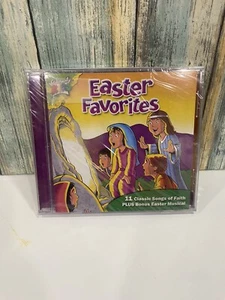 Easter
Favorites
11 Classic Songs of Faith
PLUS Bonus Easter Musical